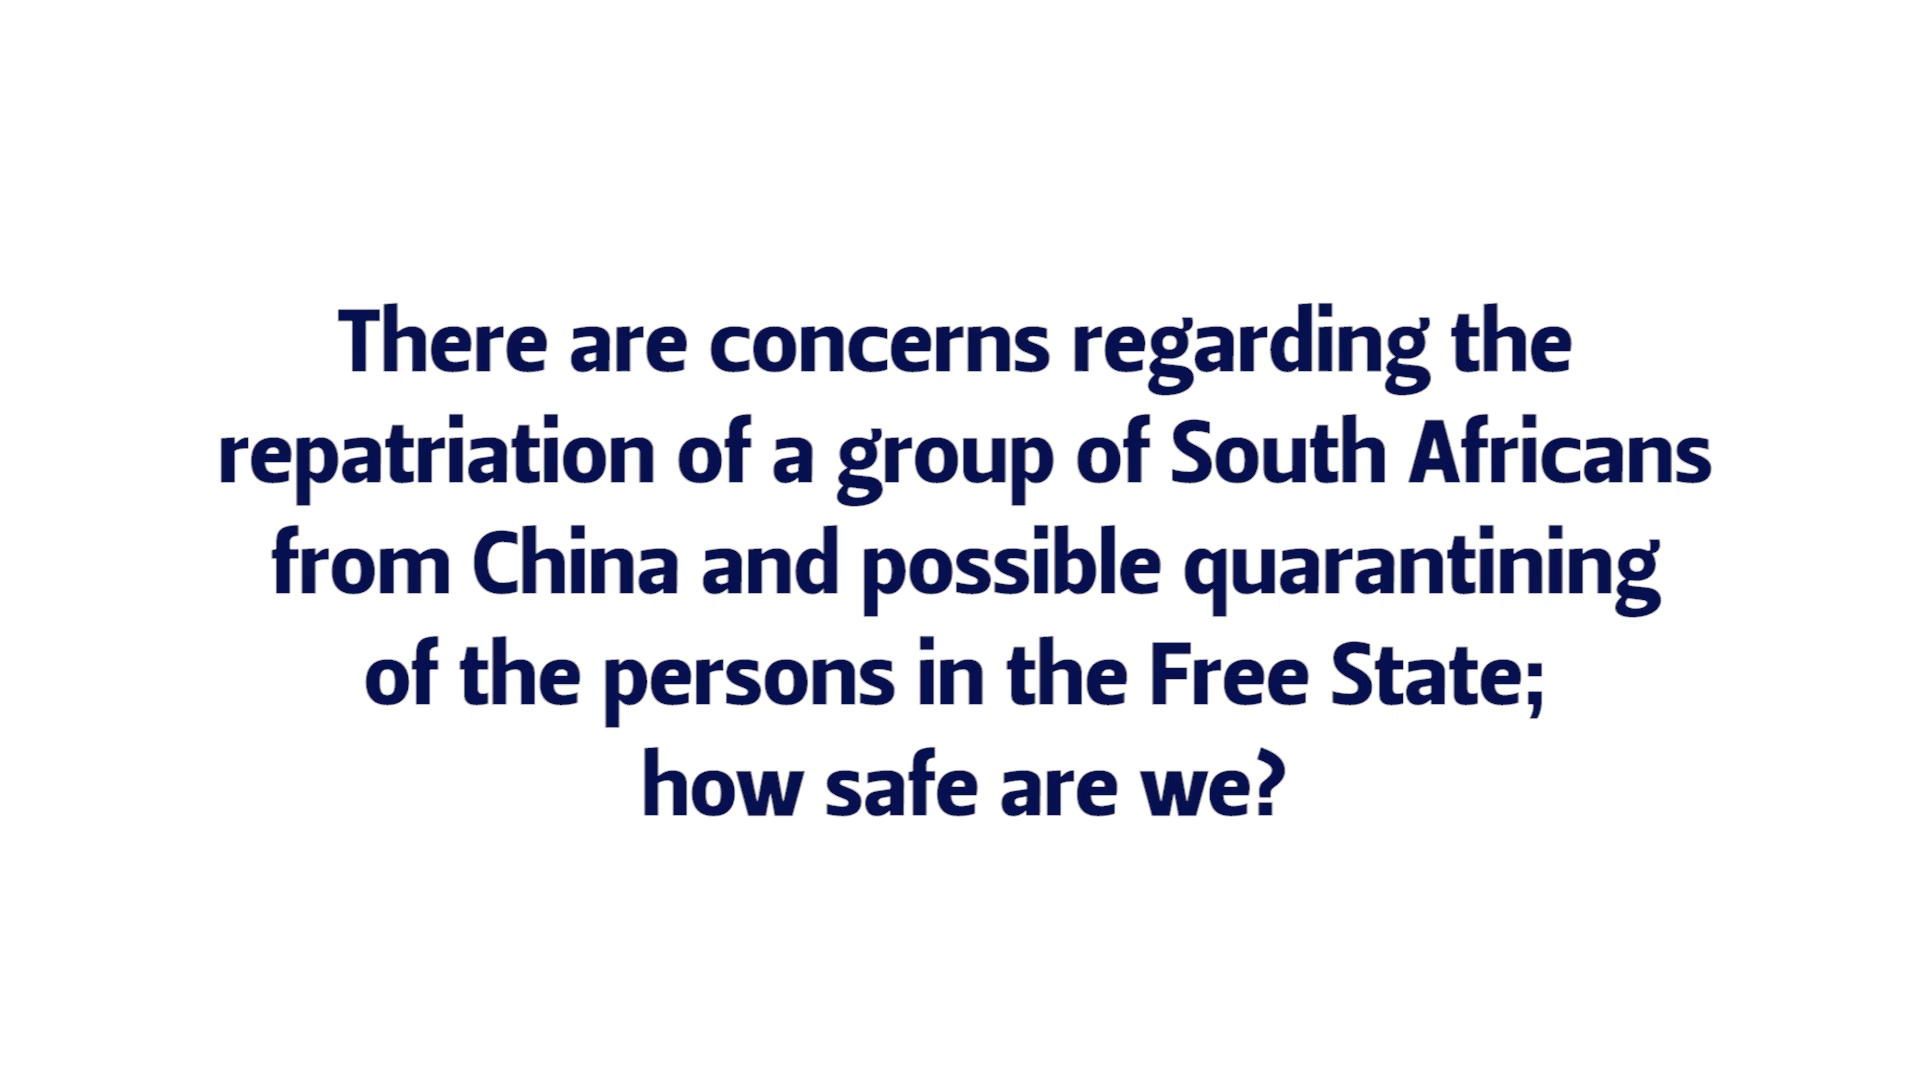 There are concerns regarding the
repatriation of a group of South Africans
from China and possible quarantining
of the persons in the Free State;
how safe are we?